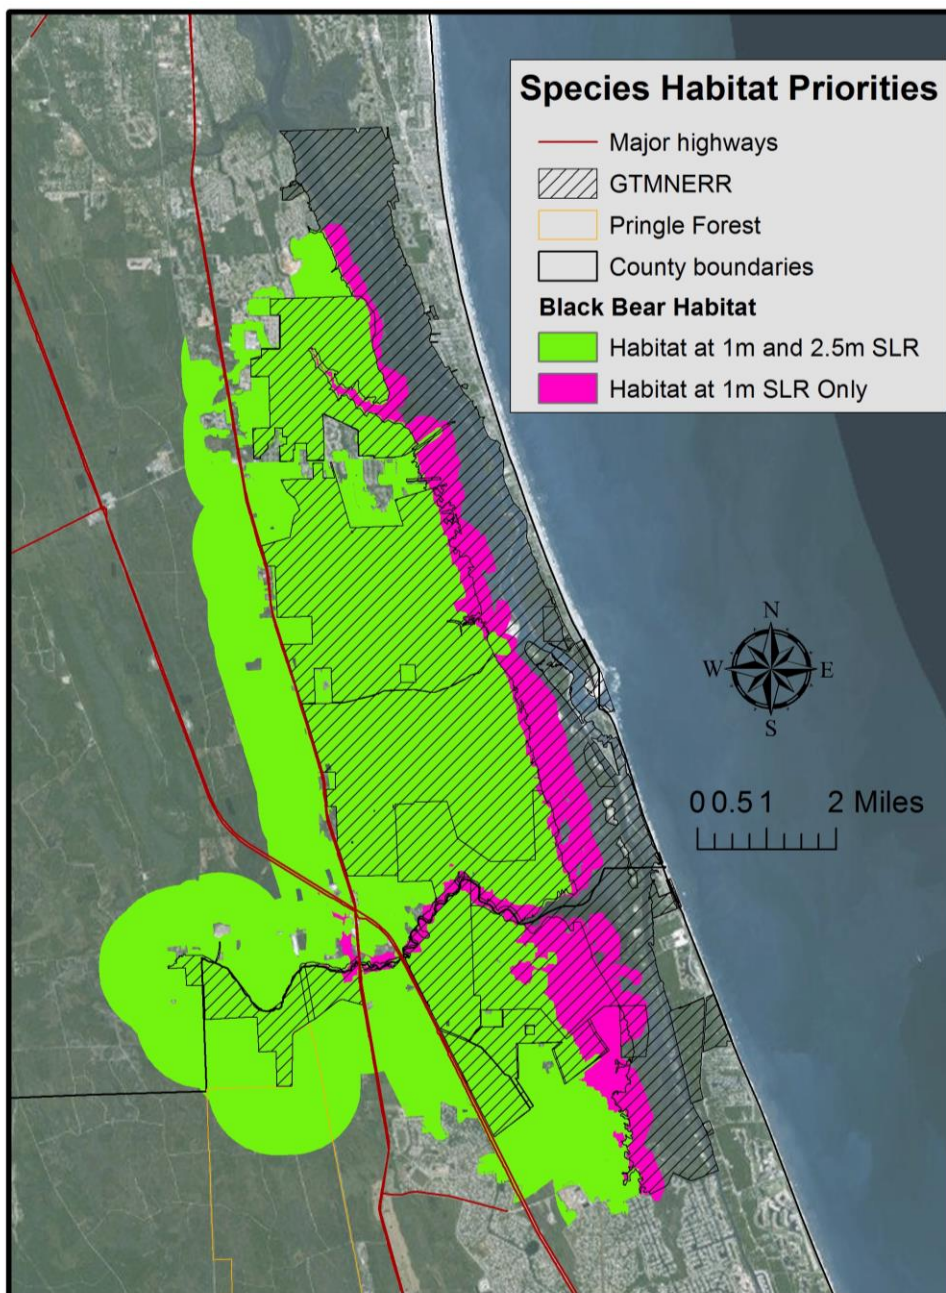 Species Habitat Priorities
Major highways
GTMNERR
Pringle Forest
County boundaries
Black Bear Habitat
Habitat at 1m and 2.5m SLR
Habitat at 1m SLR Only
N
W E
S
0 0.5 1 2 Miles